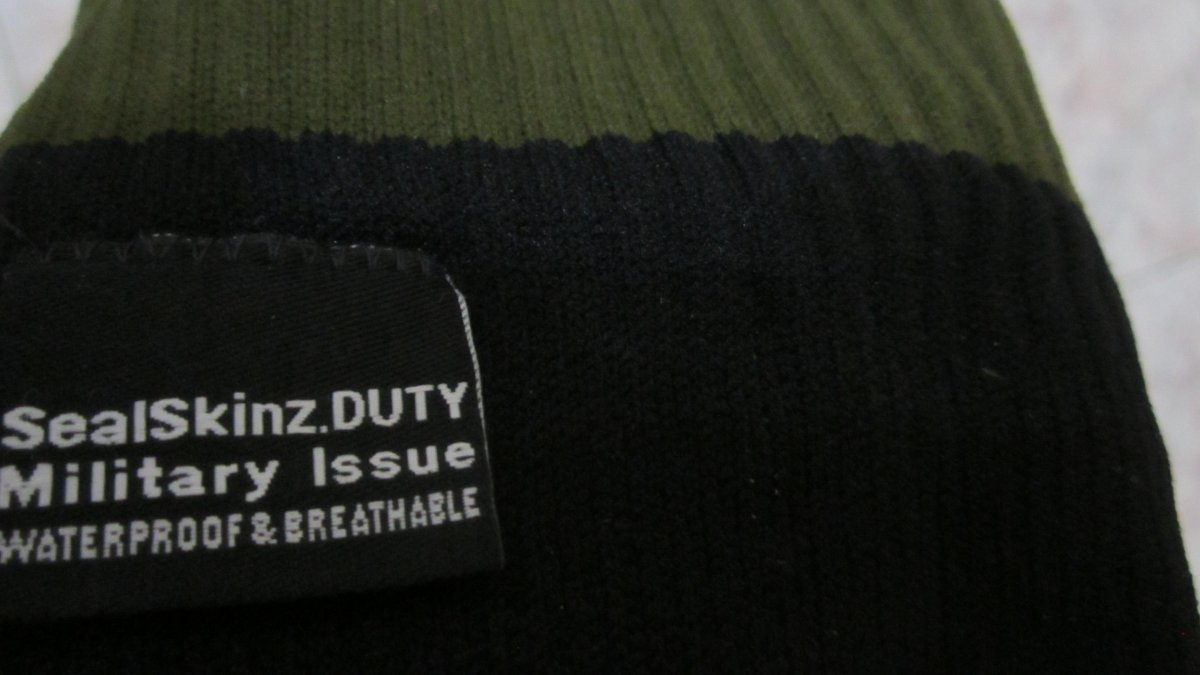 SealSkinz.DUTY
Military Issue
WATERPROOF & BREATHABLE